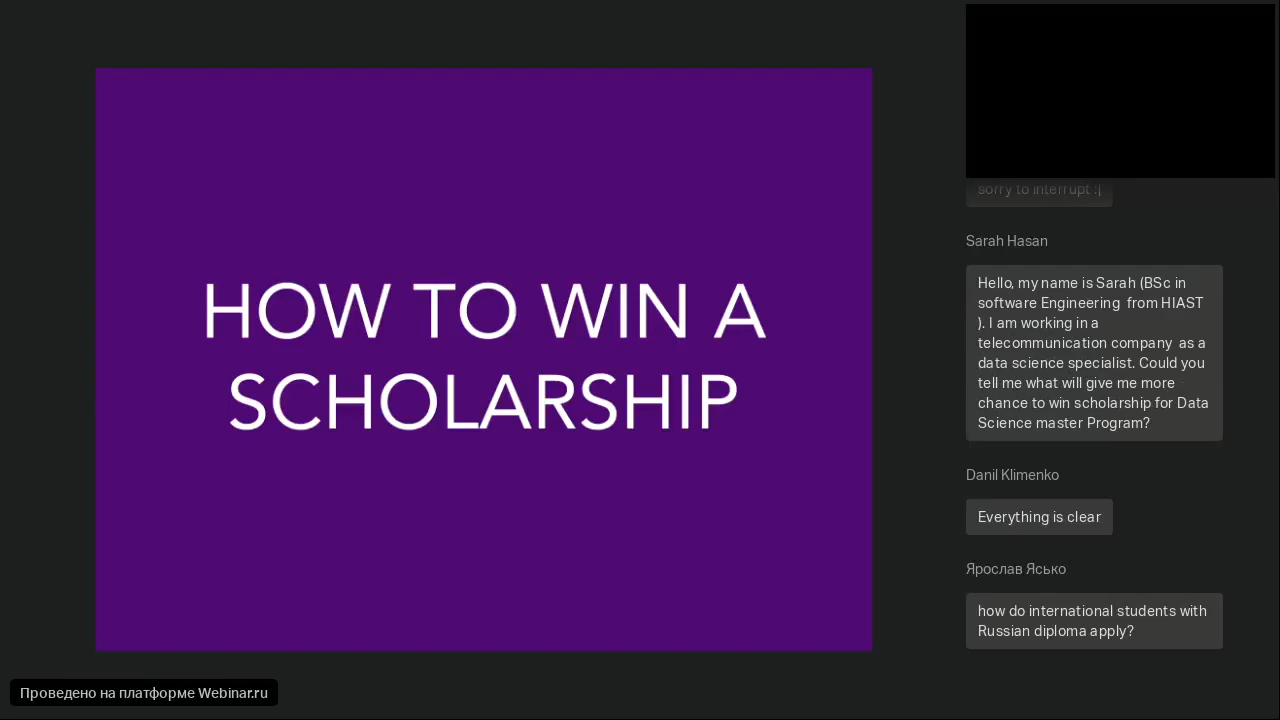 HOW TO WIN A
SCHOLARSHIP
sorry to interrupt :|
Sarah Hasan
Hello, my name is Sarah (BSc in
software Engineering from HIAST
). I am working in a
telecommunication company as a
data science specialist. Could you
tell me what will give me more
chance to win scholarship for Data
Science master Program?
Danil Klimenko
Everything is clear
Ярослав Ясько
how do international students with
Russian diploma apply?
Проведено на платформе Webinar.ru